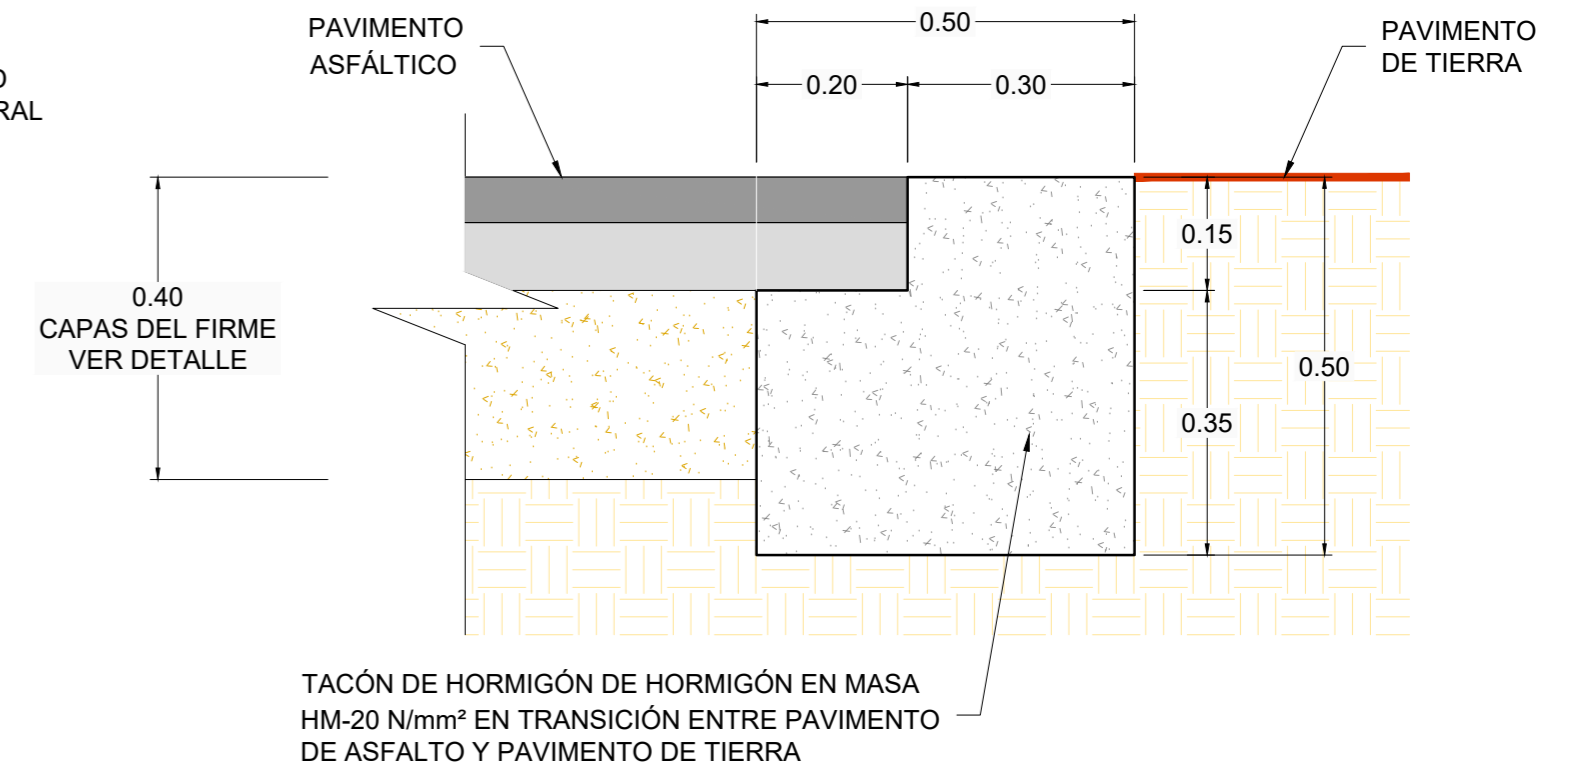 PAVIMENTO
ASFÁLTICO
0.50
0.20
0.30
PAVIMENTO
DE TIERRA
O
RAL
0.40
CAPAS DEL FIRME
VER DETALLE
0.15
0.50
0.35
TACÓN DE HORMIGÓN DE HORMIGÓN EN MASA
HM-20 N/mm² EN TRANSICIÓN ENTRE PAVIMENTO
DE ASFALTO Y PAVIMENTO DE TIERRA